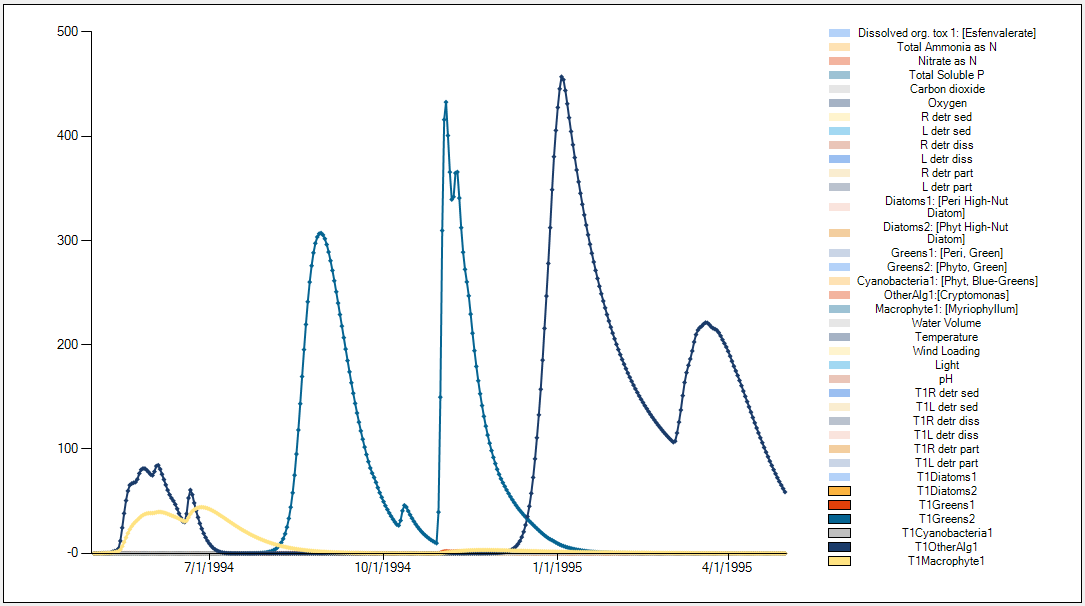 500
400
300
200
100
-0
7/1/1994
10/1/1994
1/1/1995
4/1/1995
Dissolved org. tox 1: [Esfenvalerate]
Total Ammonia as N
Nitrate as N
Total Soluble P
Carbon dioxide
Oxygen
R detr sed
L detr sed
R detr diss
L detr diss
R detr part
L detr part
Diatoms1: [Peri High-Nut
Diatom]
Diatoms2: [Phyt High-Nut
Diatom]
Greens1: [Peri, Green]
Greens2: [Phyto, Green]
Cyanobacteria1: [Phyt, Blue-Greens]
OtherAlg1:[Cryptomonas]
Macrophyte1: [Myriophyllum]
Water Volume
Temperature
Wind Loading
Light
pH
T1R detr sed
T1L detr sed
T1R detr diss
T1L detr diss
T1R detr part
T1L detr part
T1Diatoms1
T1Diatoms2
T1Greens1
T1Greens2
T1Cyanobacteria1
T1OtherAlg1
T1Macrophyte1